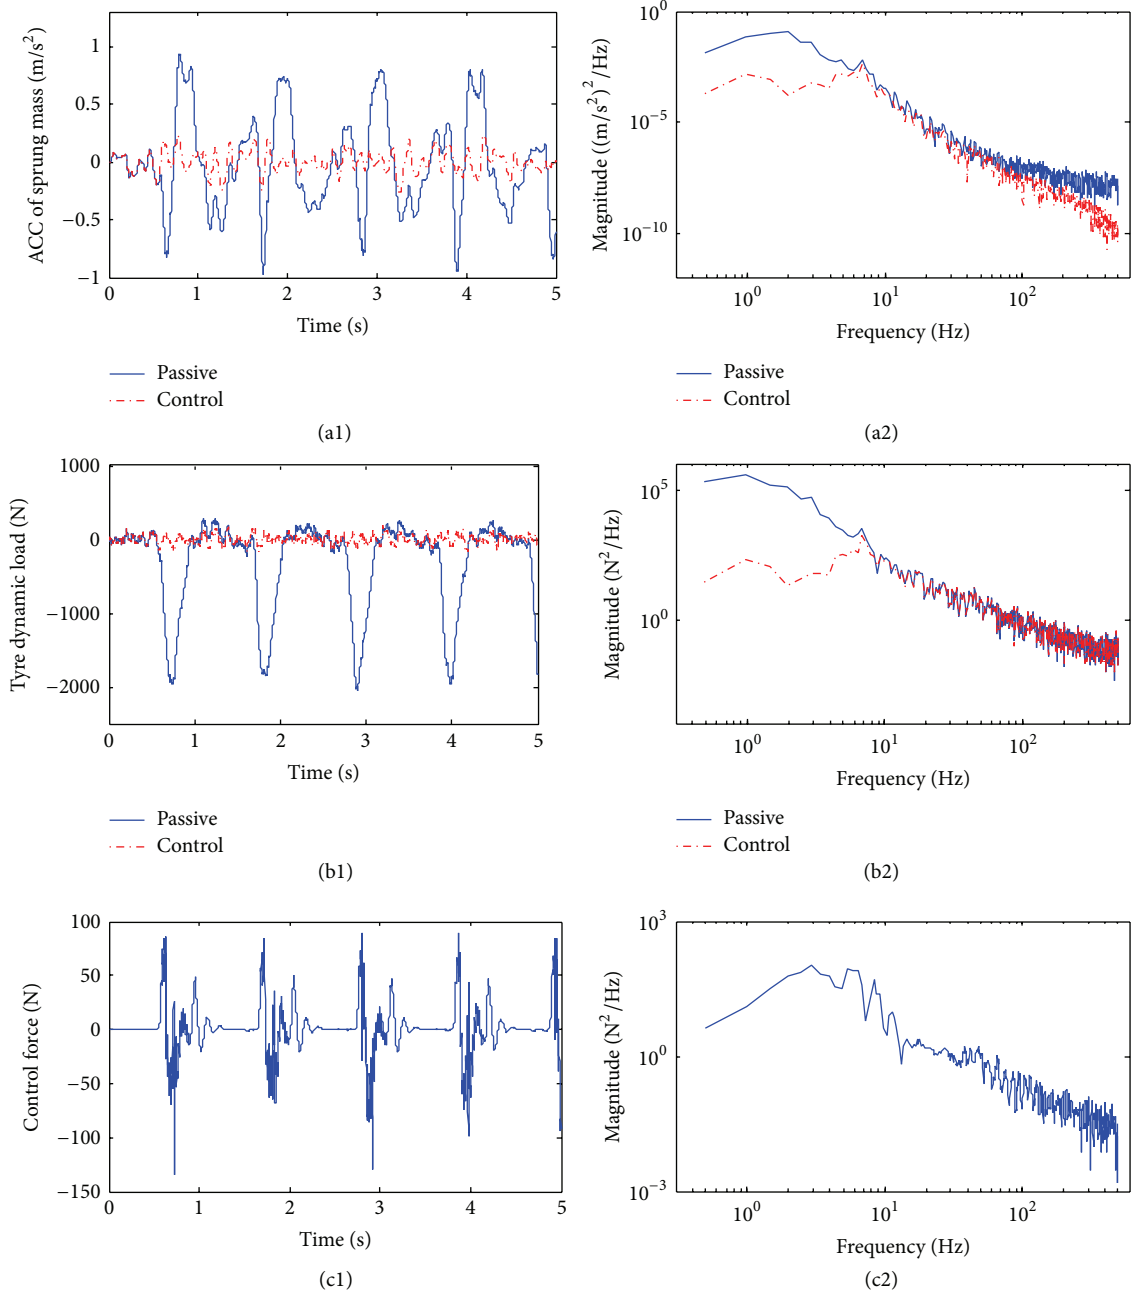 ACC of sprung mass (m/s²)
1
0.5
0
−0.5
−1
0 1 2 3 4 5
Time (s)
Passive
Control
(a1)
Magnitude ((m/s²)²/Hz)
10⁰
10⁻⁵
10⁻¹⁰
10⁰ 10¹ 10²
Frequency (Hz)
Passive
Control
(a2)
Tyre dynamic load (N)
1000
0
−1000
−2000
0 1 2 3 4 5
Time (s)
Passive
Control
(b1)
Magnitude (N²/Hz)
10⁵
10⁰
10⁰ 10¹ 10²
Frequency (Hz)
Passive
Control
(b2)
Control force (N)
100
50
0
−50
−100
−150
0 1 2 3 4 5
Time (s)
(c1)
Magnitude (N²/Hz)
10³
10⁰
10⁻³
10⁰ 10¹ 10²
Frequency (Hz)
(c2)